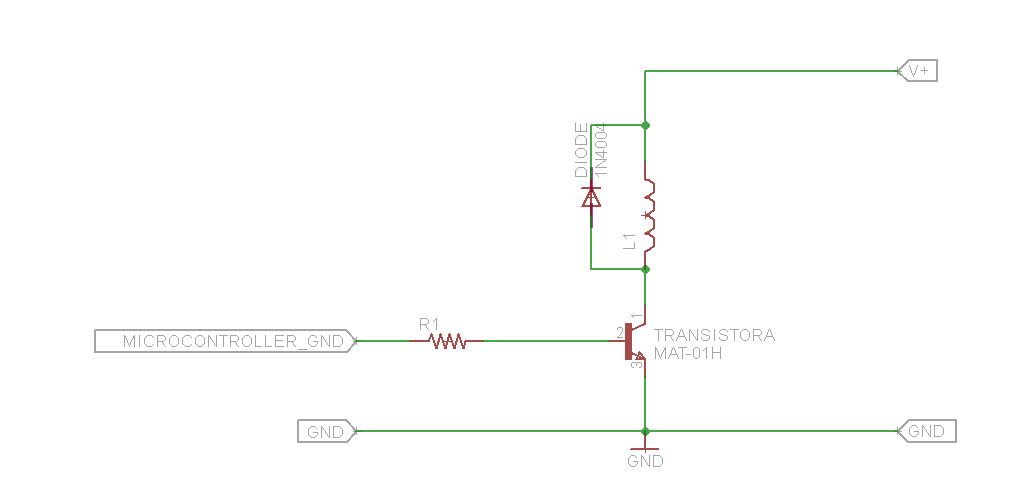 V+
DIODE
1N4004
L1
R1
MICROCONTROLLER_GND
1
2
3
TRANSISTORA
MAT-01H
GND
GND
GND